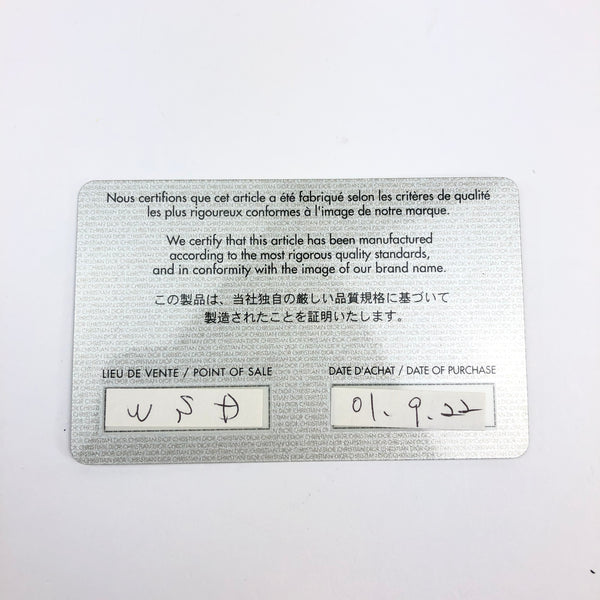 Nous certifions que cet article a été fabriqué selon les critères de qualité
les plus rigoureux conformes à l'image de notre marque.
We certify that this article has been manufactured
according to the most rigorous quality standards,
and in conformity with the image of our brand name.
この製品は、当社独自の厳しい品質規格に基づいて
製造されたことを証明いたします。
LIEU DE VENTE / POINT OF SALE
DATE D'ACHAT / DATE OF PURCHASE
01.9.22